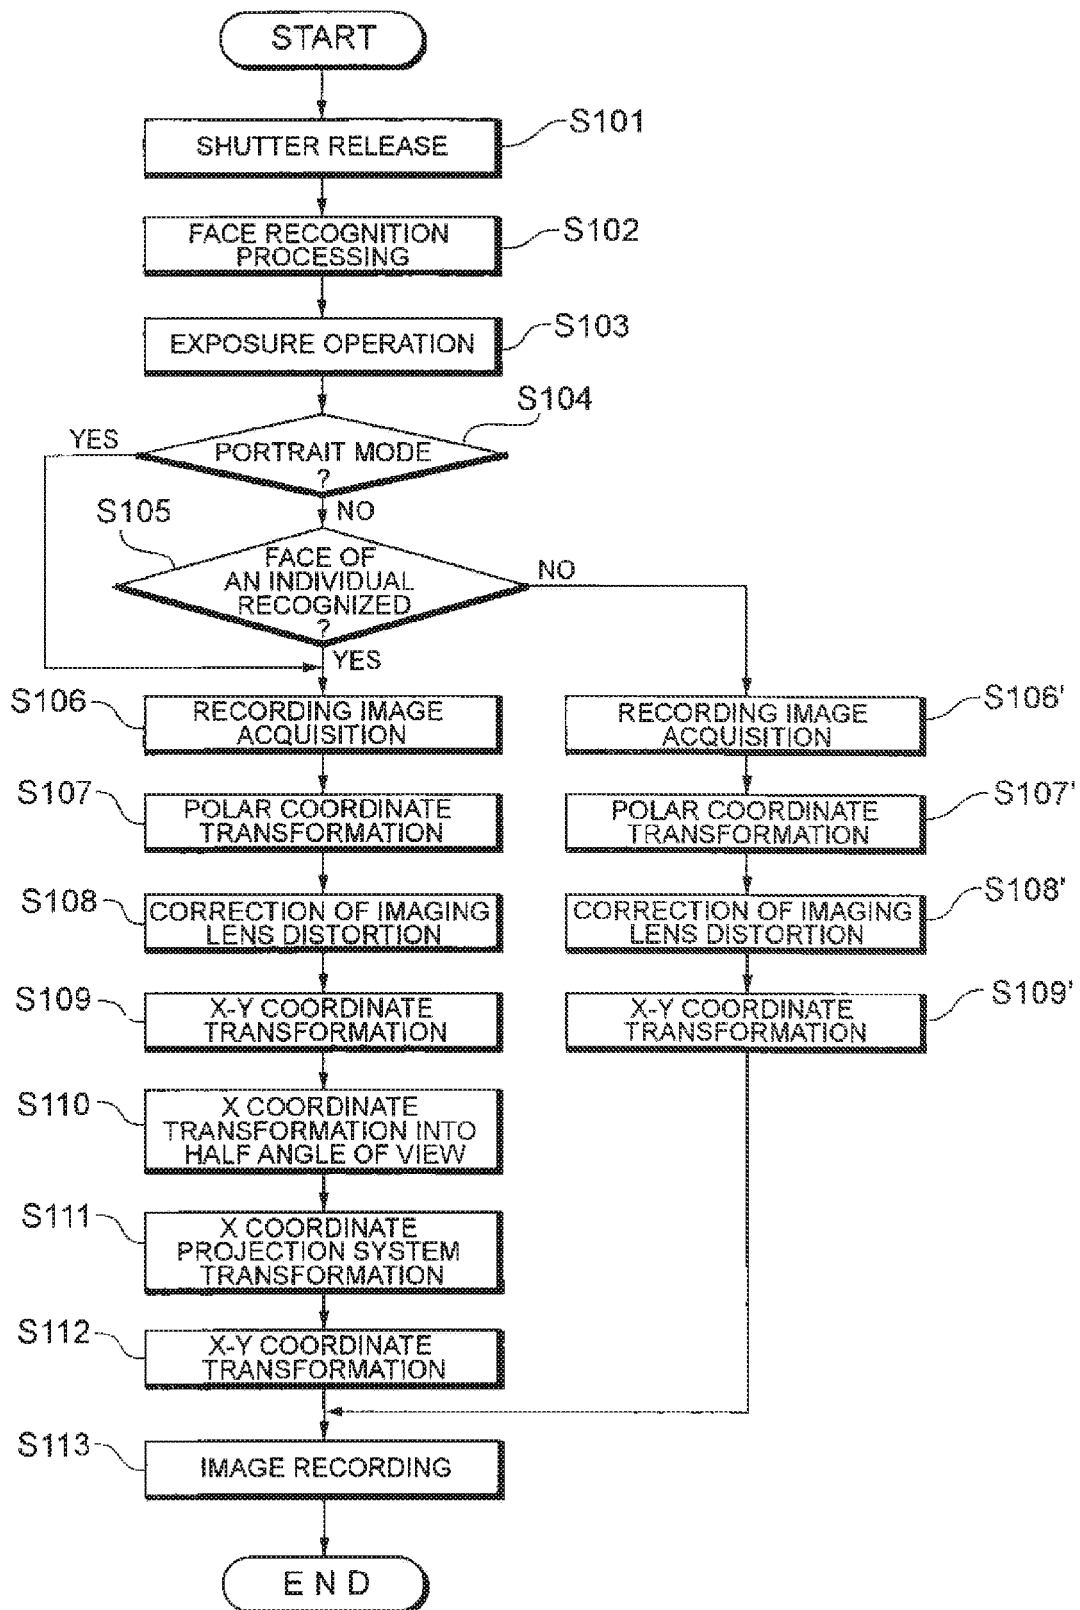 START
SHUTTER RELEASE
S101
FACE RECOGNITION
PROCESSING
S102
EXPOSURE OPERATION
S103
S104
YES
PORTRAIT MODE
?
NO
S105
FACE OF
AN INDIVIDUAL
RECOGNIZED
?
NO
YES
S106
RECORDING IMAGE
ACQUISITION
RECORDING IMAGE
ACQUISITION
S106'
S107
POLAR COORDINATE
TRANSFORMATION
POLAR COORDINATE
TRANSFORMATION
S107'
S108
CORRECTION OF IMAGING
LENS DISTORTION
CORRECTION OF IMAGING
LENS DISTORTION
S108'
S109
X-Y COORDINATE
TRANSFORMATION
X-Y COORDINATE
TRANSFORMATION
S109'
S110
X COORDINATE
TRANSFORMATION INTO
HALF ANGLE OF VIEW
S111
X COORDINATE
PROJECTION SYSTEM
TRANSFORMATION
S112
X-Y COORDINATE
TRANSFORMATION
S113
IMAGE RECORDING
END